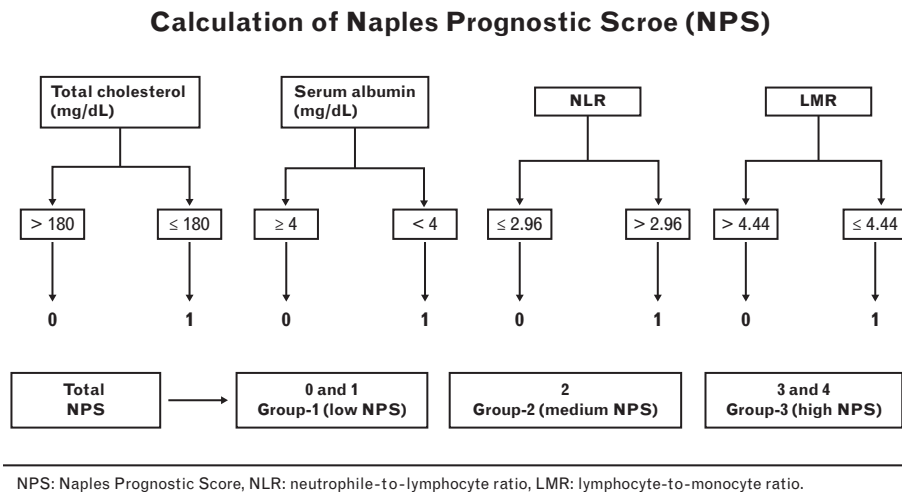 Calculation of Naples Prognostic Scroe (NPS)
Total cholesterol
(mg/dL)
Serum albumin
(mg/dL)
NLR
LMR
> 180
≤ 180
≥ 4
< 4
≤ 2.96
> 2.96
> 4.44
≤ 4.44
0
1
0
1
0
1
0
1
Total
NPS
0 and 1
Group-1 (low NPS)
2
Group-2 (medium NPS)
3 and 4
Group-3 (high NPS)
NPS: Naples Prognostic Score, NLR: neutrophile-to-lymphocyte ratio, LMR: lymphocyte-to-monocyte ratio.